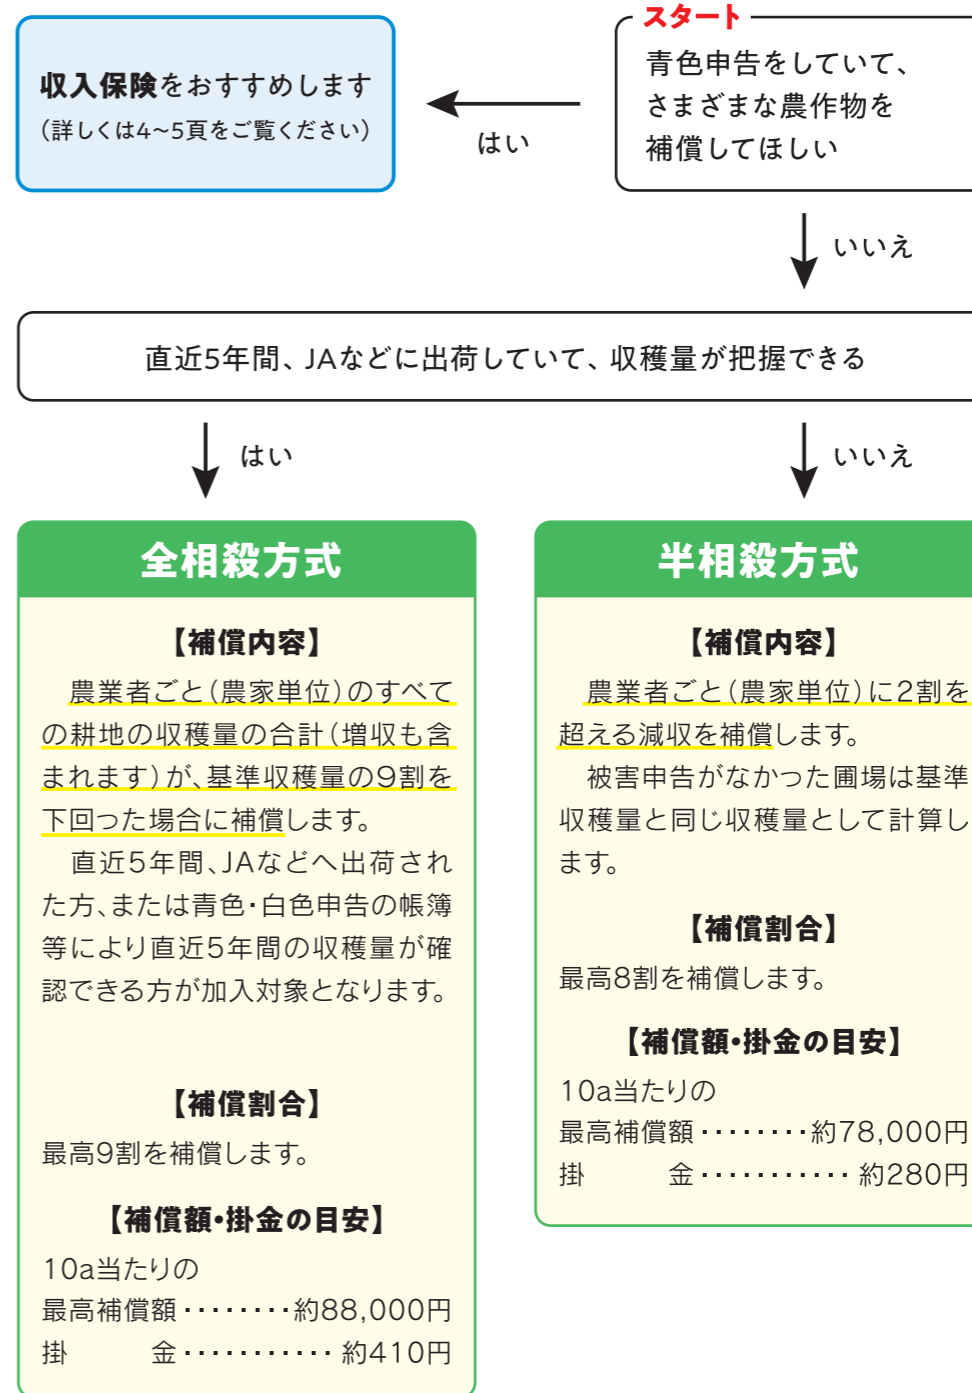 スタート
青色申告をしていて、
さまざまな農作物を
補償してほしい
はい
収入保険をおすすめします
（詳しくは4~5頁をご覧ください）
いいえ
直近5年間、JAなどに出荷していて、収穫量が把握できる
はい
いいえ
全相殺方式
【補償内容】
農業者ごと（農家単位）のすべて
の耕地の収穫量の合計（増収も含
まれます）が、基準収穫量の9割を
下回った場合に補償します。
直近5年間、JAなどへ出荷され
た方、または青色・白色申告の帳簿
等により直近5年間の収穫量が確
認できる方が加入対象となります。
【補償割合】
最高9割を補償します。
【補償額・掛金の目安】
10a当たりの
最高補償額・・・・・・・・約88,000円
掛　　　金・・・・・・・・・・・約410円
半相殺方式
【補償内容】
農業者ごと（農家単位）に2割を
超える減収を補償します。
被害申告がなかった圃場は基準
収穫量と同じ収穫量として計算し
ます。
【補償割合】
最高8割を補償します。
【補償額・掛金の目安】
10a当たりの
最高補償額・・・・・・・・約78,000円
掛　　　金・・・・・・・・・・・約280円